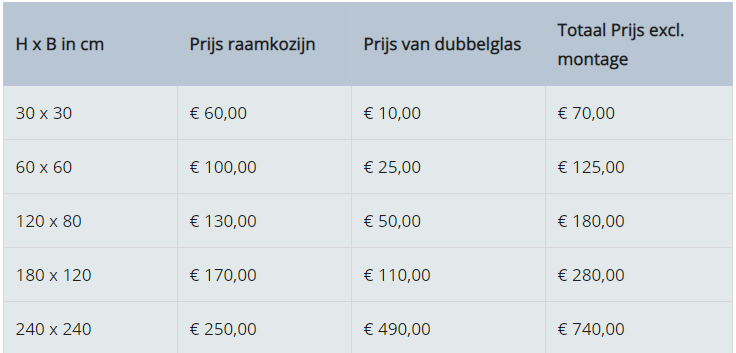 H x B in cm Prijs raamkozijn Prijs van dubbelglas Totaal Prijs excl. montage
30 x 30 € 60,00 € 10,00 € 70,00
60 x 60 € 100,00 € 25,00 € 125,00
120 x 80 € 130,00 € 50,00 € 180,00
180 x 120 € 170,00 € 110,00 € 280,00
240 x 240 € 250,00 € 490,00 € 740,00